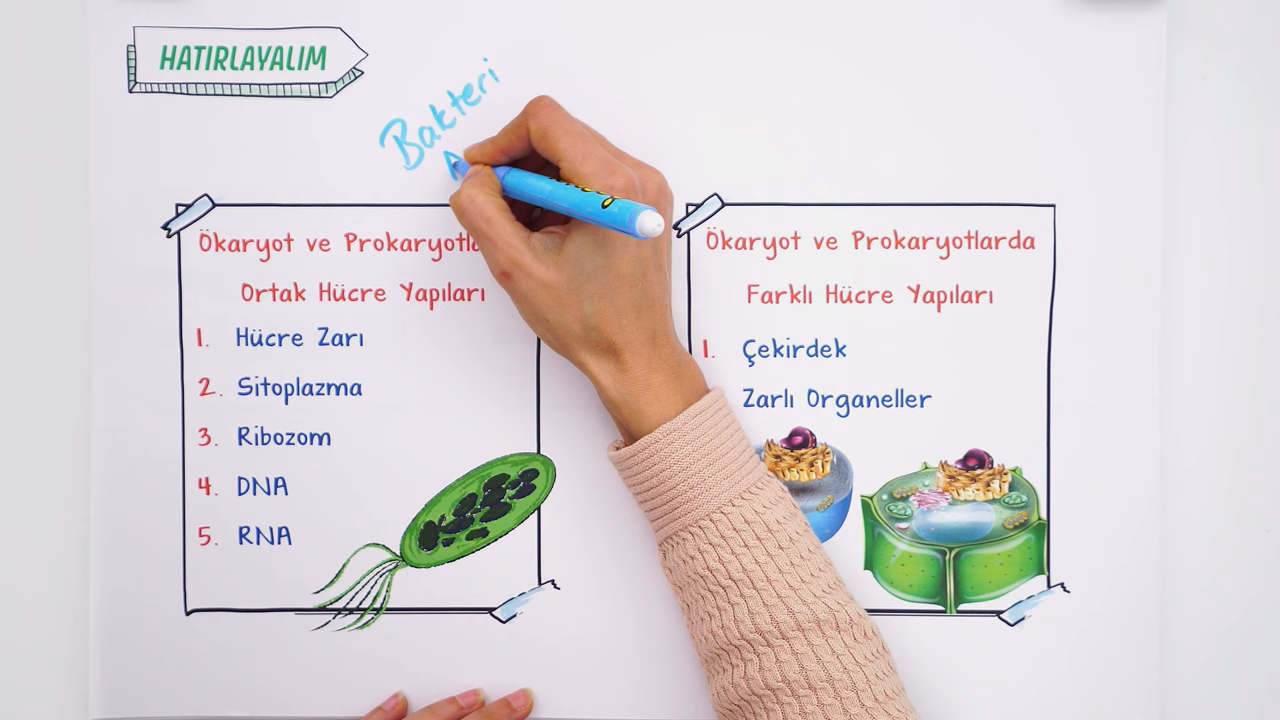 HATIRLAYALIM
Bakteri
A
Ökaryot ve
Ortak Hücre Yapıları
1. Hücre Zarı
2. Sitoplazma
3. Ribozom
4. DNA
5. RNA
Ökaryot ve Prokaryotlarda
Farklı Hücre Yapıları
1. Çekirdek
Zarlı Organeller